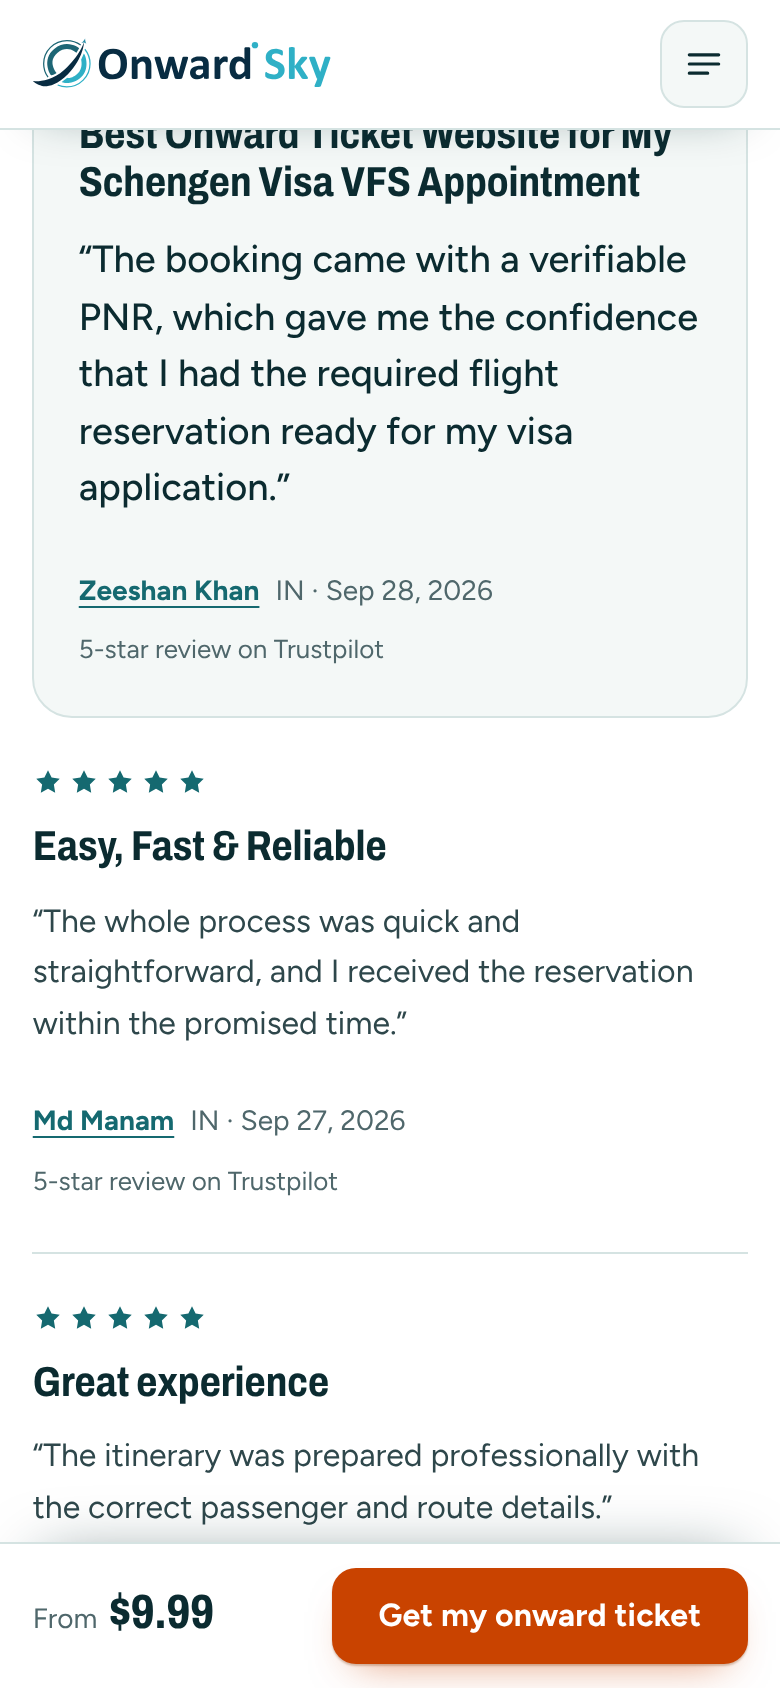 Onward Sky
Best Onward Ticket Website for My
Schengen Visa VFS Appointment
“The booking came with a verifiable
PNR, which gave me the confidence
that I had the required flight
reservation ready for my visa
application.”
Zeeshan Khan IN · Sep 28, 2026
5-star review on Trustpilot
Easy, Fast & Reliable
“The whole process was quick and
straightforward, and I received the reservation
within the promised time.”
Md Manam IN · Sep 27, 2026
5-star review on Trustpilot
Great experience
“The itinerary was prepared professionally with
the correct passenger and route details.”
From $9.99
Get my onward ticket